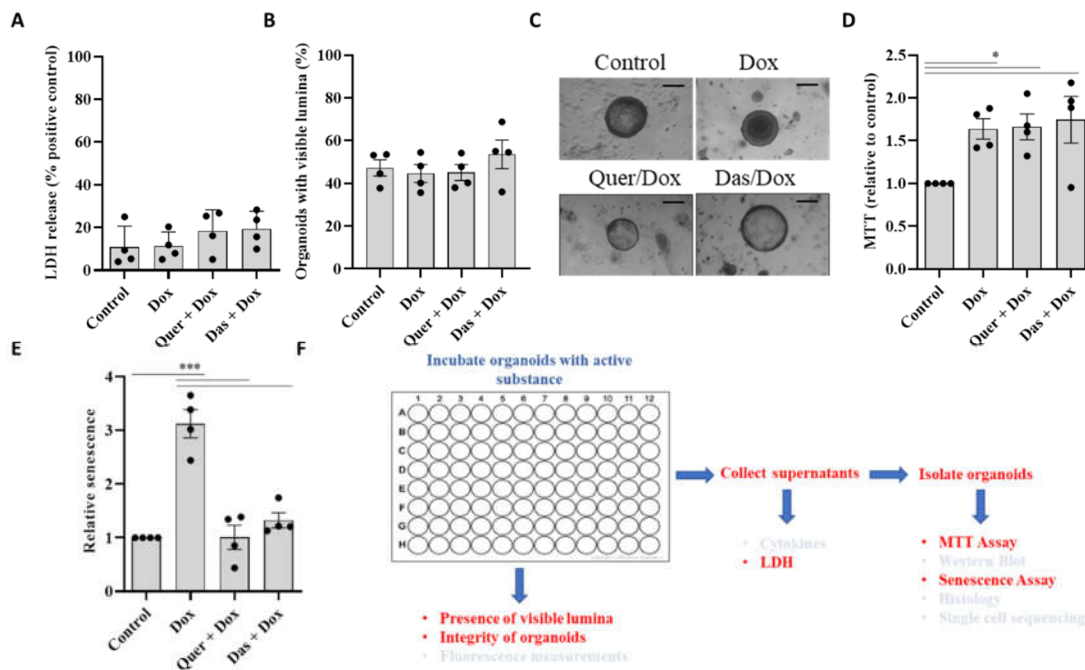 A
LDH release (% positive control)
100
80
60
40
20
0
Control
Dox
Quer + Dox
Das + Dox
B
Organoids with visible lumina (%)
100
80
60
40
20
0
Control
Dox
Quer + Dox
Das + Dox
C
Control Dox
Quer/Dox Das/Dox
D
MTT (relative to control)
2.5
2.0
1.5
1.0
0.5
0.0
*
Control
Dox
Quer + Dox
Das + Dox
E
Relative senescence
4
3
2
1
0
***
Control
Dox
Quer + Dox
Das + Dox
F
Incubate organoids with active
substance
1 2 3 4 5 6 7 8 9 10 11 12
A
B
C
D
E
F
G
H
• Presence of visible lumina
• Integrity of organoids
• Fluorescence measurements
Collect supernatants
• Cytokines
• LDH
Isolate organoids
• MTT Assay
• Western Blot
• Senescence Assay
• Histology
• Single cell sequencing